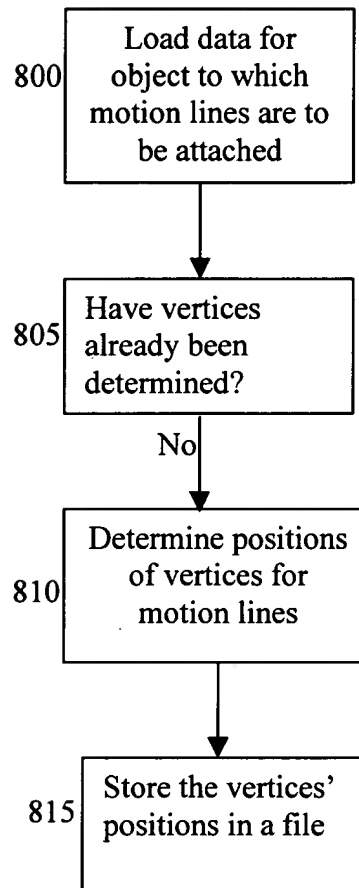 800
Load data for
object to which
motion lines are to
be attached
805
Have vertices
already been
determined?
No
810
Determine positions
of vertices for
motion lines
815
Store the vertices’
positions in a file